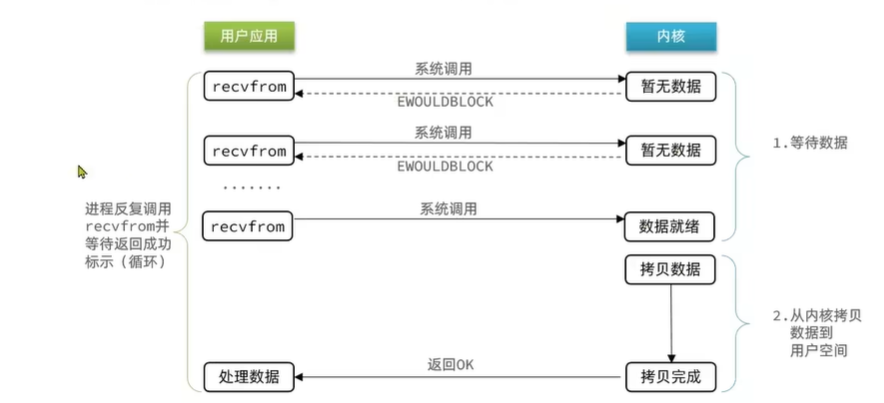 用户应用
内核
系统调用
recvfrom
暂无数据
EWOULDBLOCK
系统调用
recvfrom
暂无数据
EWOULDBLOCK
1.等待数据
.......
系统调用
recvfrom
数据就绪
进程反复调用
recvfrom并
等待返回成功
标示（循环）
拷贝数据
2.从内核拷贝
数据到
用户空间
返回OK
处理数据
拷贝完成